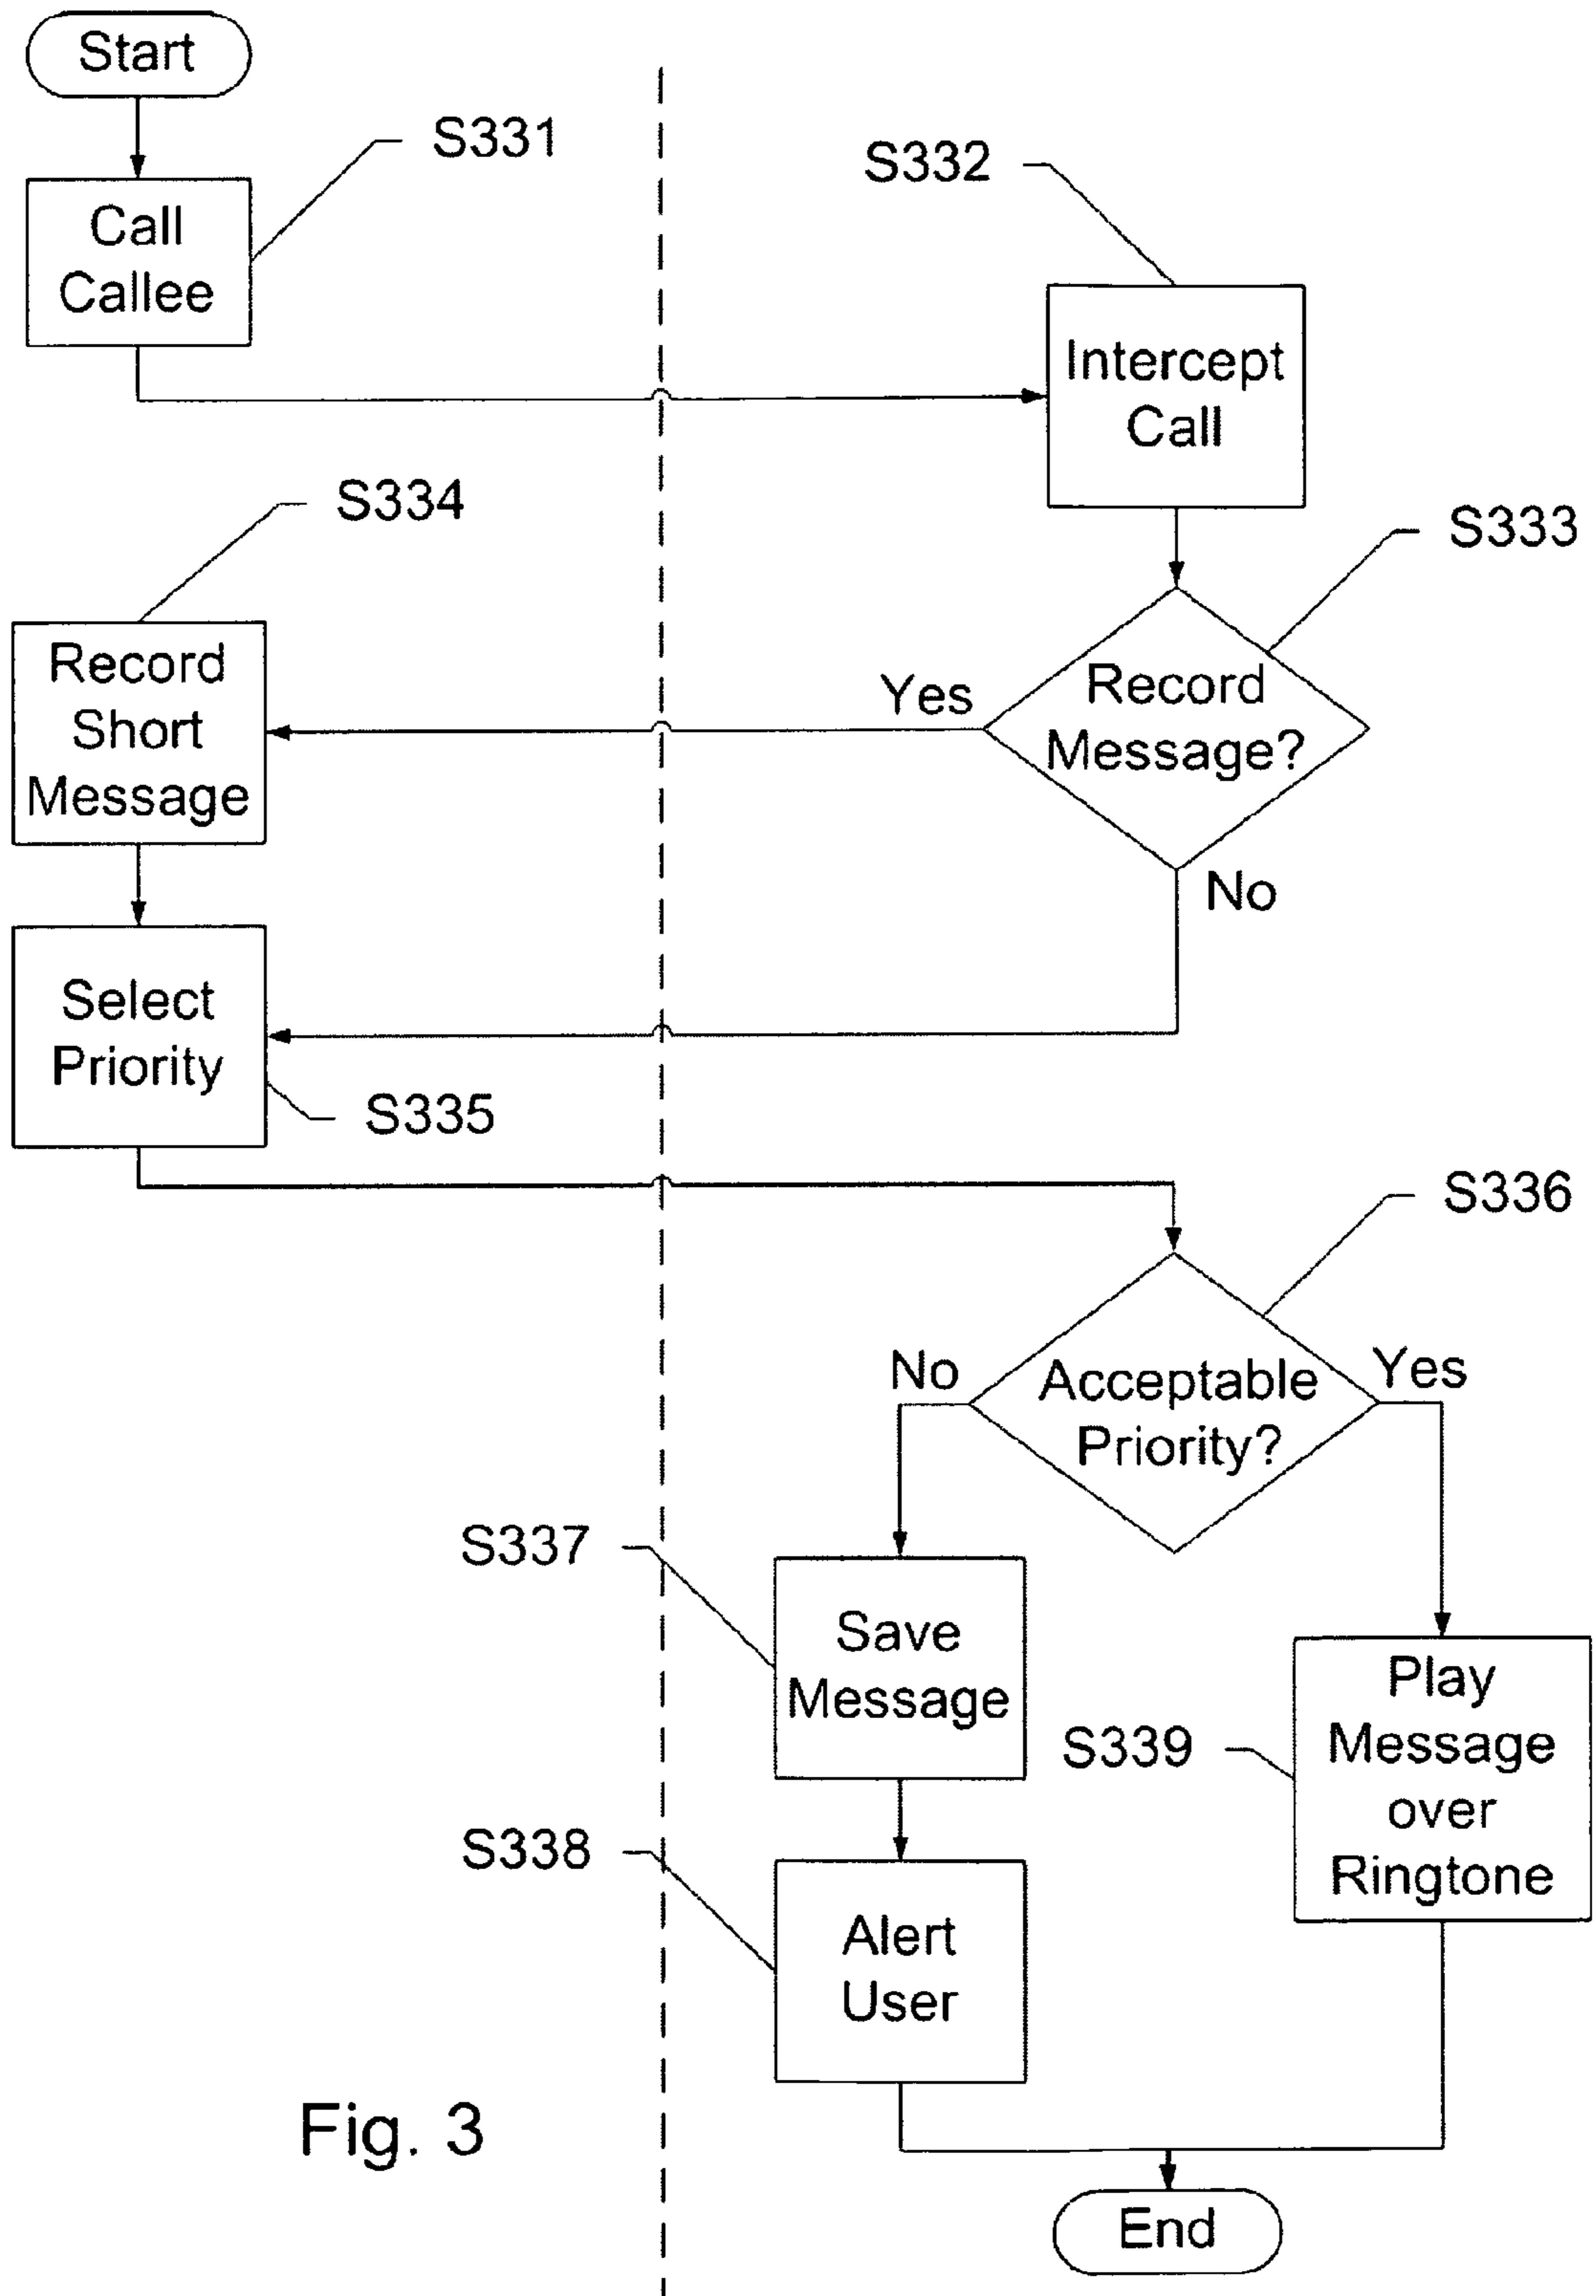 Start
S331
Call
Callee
S332
Intercept
Call
S334
S333
Record
Short
Message
Yes
Record
Message?
No
Select
Priority
S335
S336
No
Acceptable
Priority?
Yes
S337
Save
Message
S339
Play
Message
over
Ringtone
S338
Alert
User
Fig. 3
End